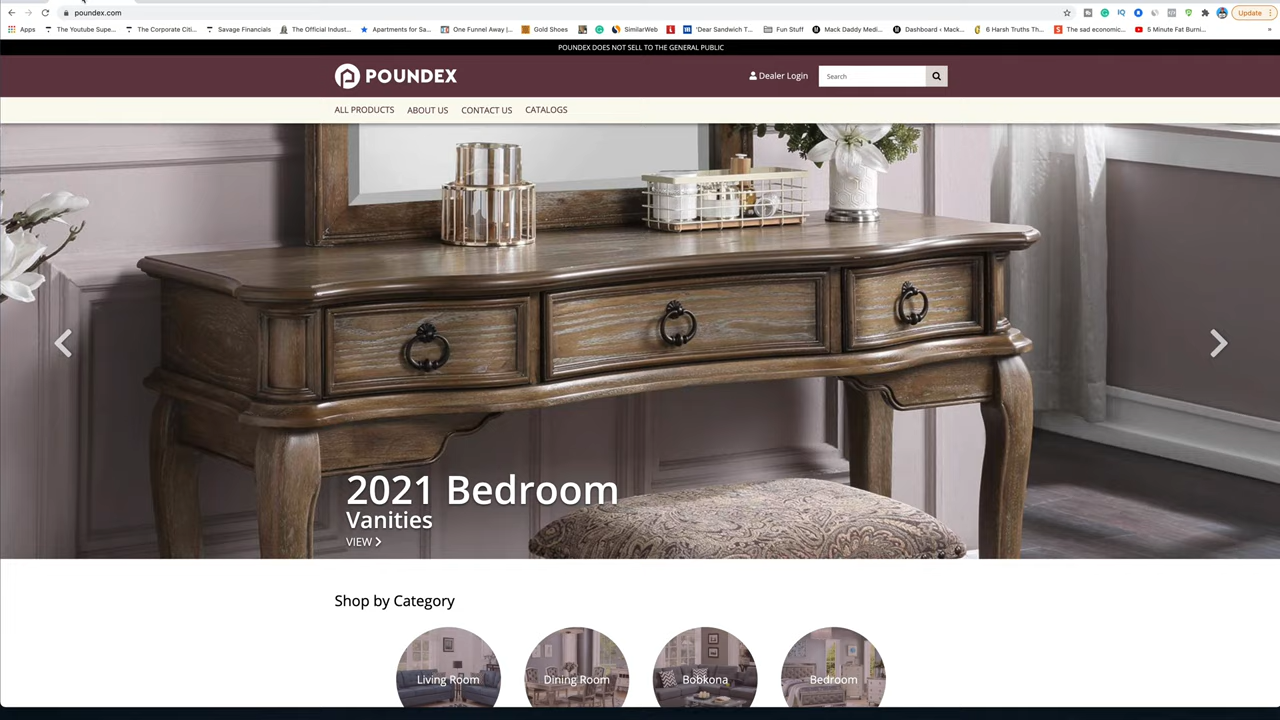 poundex.com
Update
Apps
The Youtube Supe...
The Corporate Citi...
Savage Financials
The Official Indust...
Apartments for Sa...
One Funnel Away |...
Gold Shoes
SimilarWeb
'Dear Sandwich T...
Fun Stuff
Mack Daddy Medi...
Dashboard ‹ Mack...
6 Harsh Truths Th...
The sad economic...
5 Minute Fat Burni...
»
POUNDEX DOES NOT SELL TO THE GENERAL PUBLIC
POUNDEX
Dealer Login
Search
ALL PRODUCTS
ABOUT US
CONTACT US
CATALOGS
2021 Bedroom
Vanities
VIEW
Shop by Category
Living Room
Dining Room
Bobkona
Bedroom